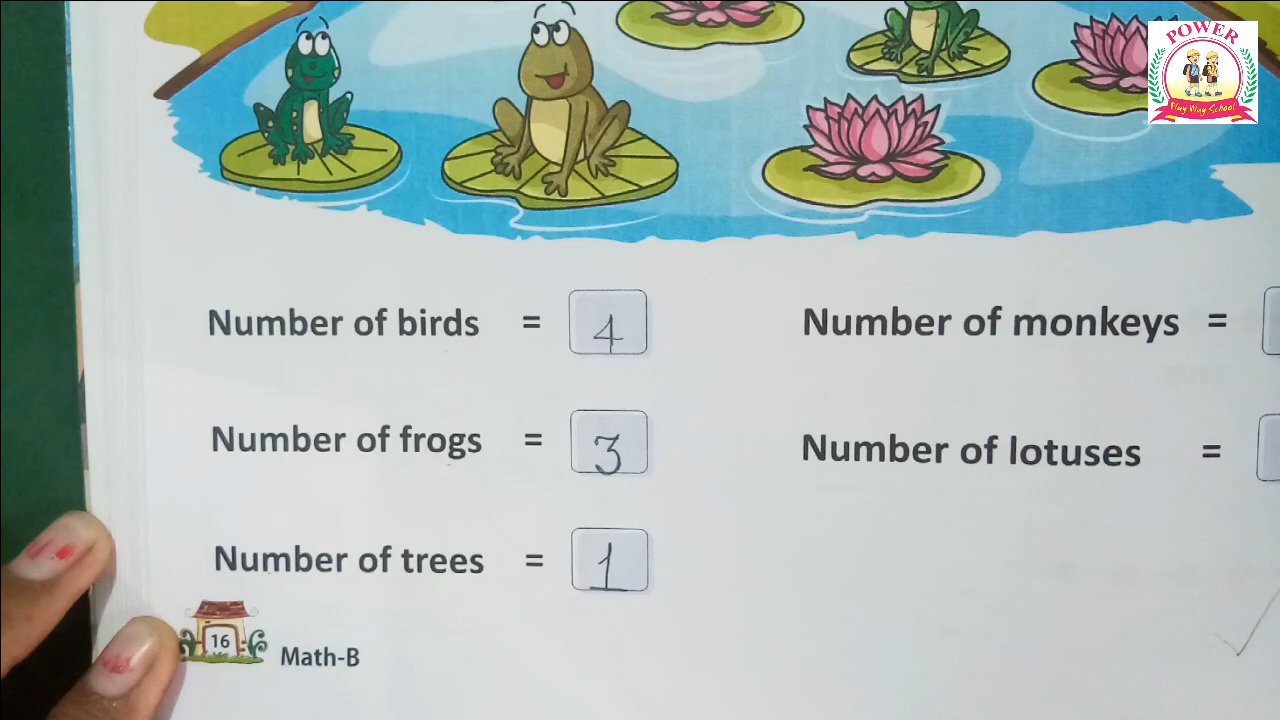 POWER
Play Way School
Number of birds = 4
Number of monkeys =
Number of frogs = 3
Number of lotuses =
Number of trees = 1
16 Math-B